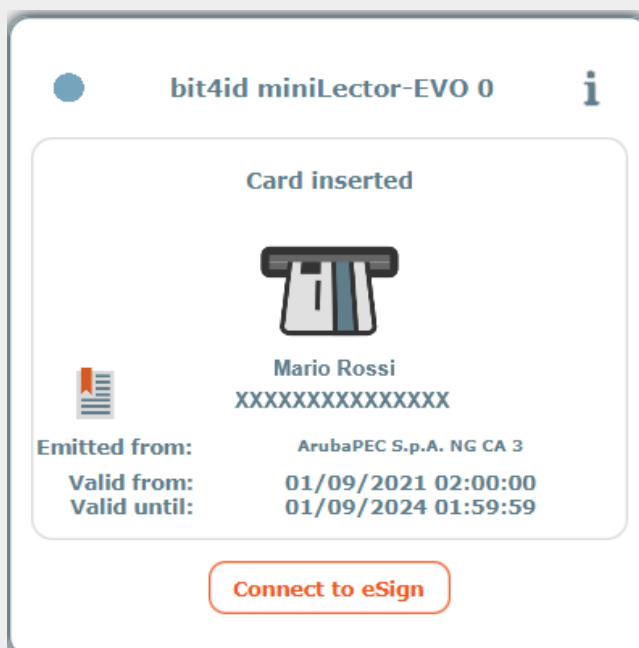 bit4id miniLector-EVO 0
Card inserted
Mario Rossi
XXXXXXXXXXXXXXX
Emitted from: ArubaPEC S.p.A. NG CA 3
Valid from: 01/09/2021 02:00:00
Valid until: 01/09/2024 01:59:59
Connect to eSign